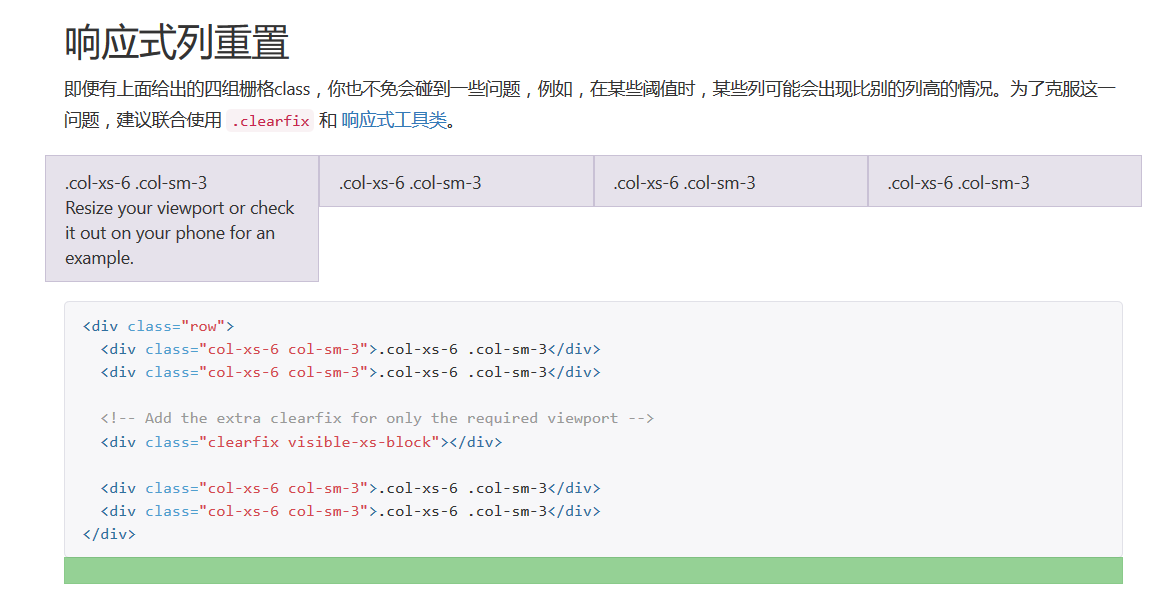 响应式列重置
即便有上面给出的四组栅格class，你也不免会碰到一些问题，例如，在某些阈值时，某些列可能会出现比别的列高的情况。为了克服这一
问题，建议联合使用 .clearfix 和 响应式工具类。
.col-xs-6 .col-sm-3
Resize your viewport or check
it out on your phone for an
example.
.col-xs-6 .col-sm-3
.col-xs-6 .col-sm-3
.col-xs-6 .col-sm-3
<div class="row">
  <div class="col-xs-6 col-sm-3">.col-xs-6 .col-sm-3</div>
  <div class="col-xs-6 col-sm-3">.col-xs-6 .col-sm-3</div>
  <!-- Add the extra clearfix for only the required viewport -->
  <div class="clearfix visible-xs-block"></div>
  <div class="col-xs-6 col-sm-3">.col-xs-6 .col-sm-3</div>
  <div class="col-xs-6 col-sm-3">.col-xs-6 .col-sm-3</div>
</div>